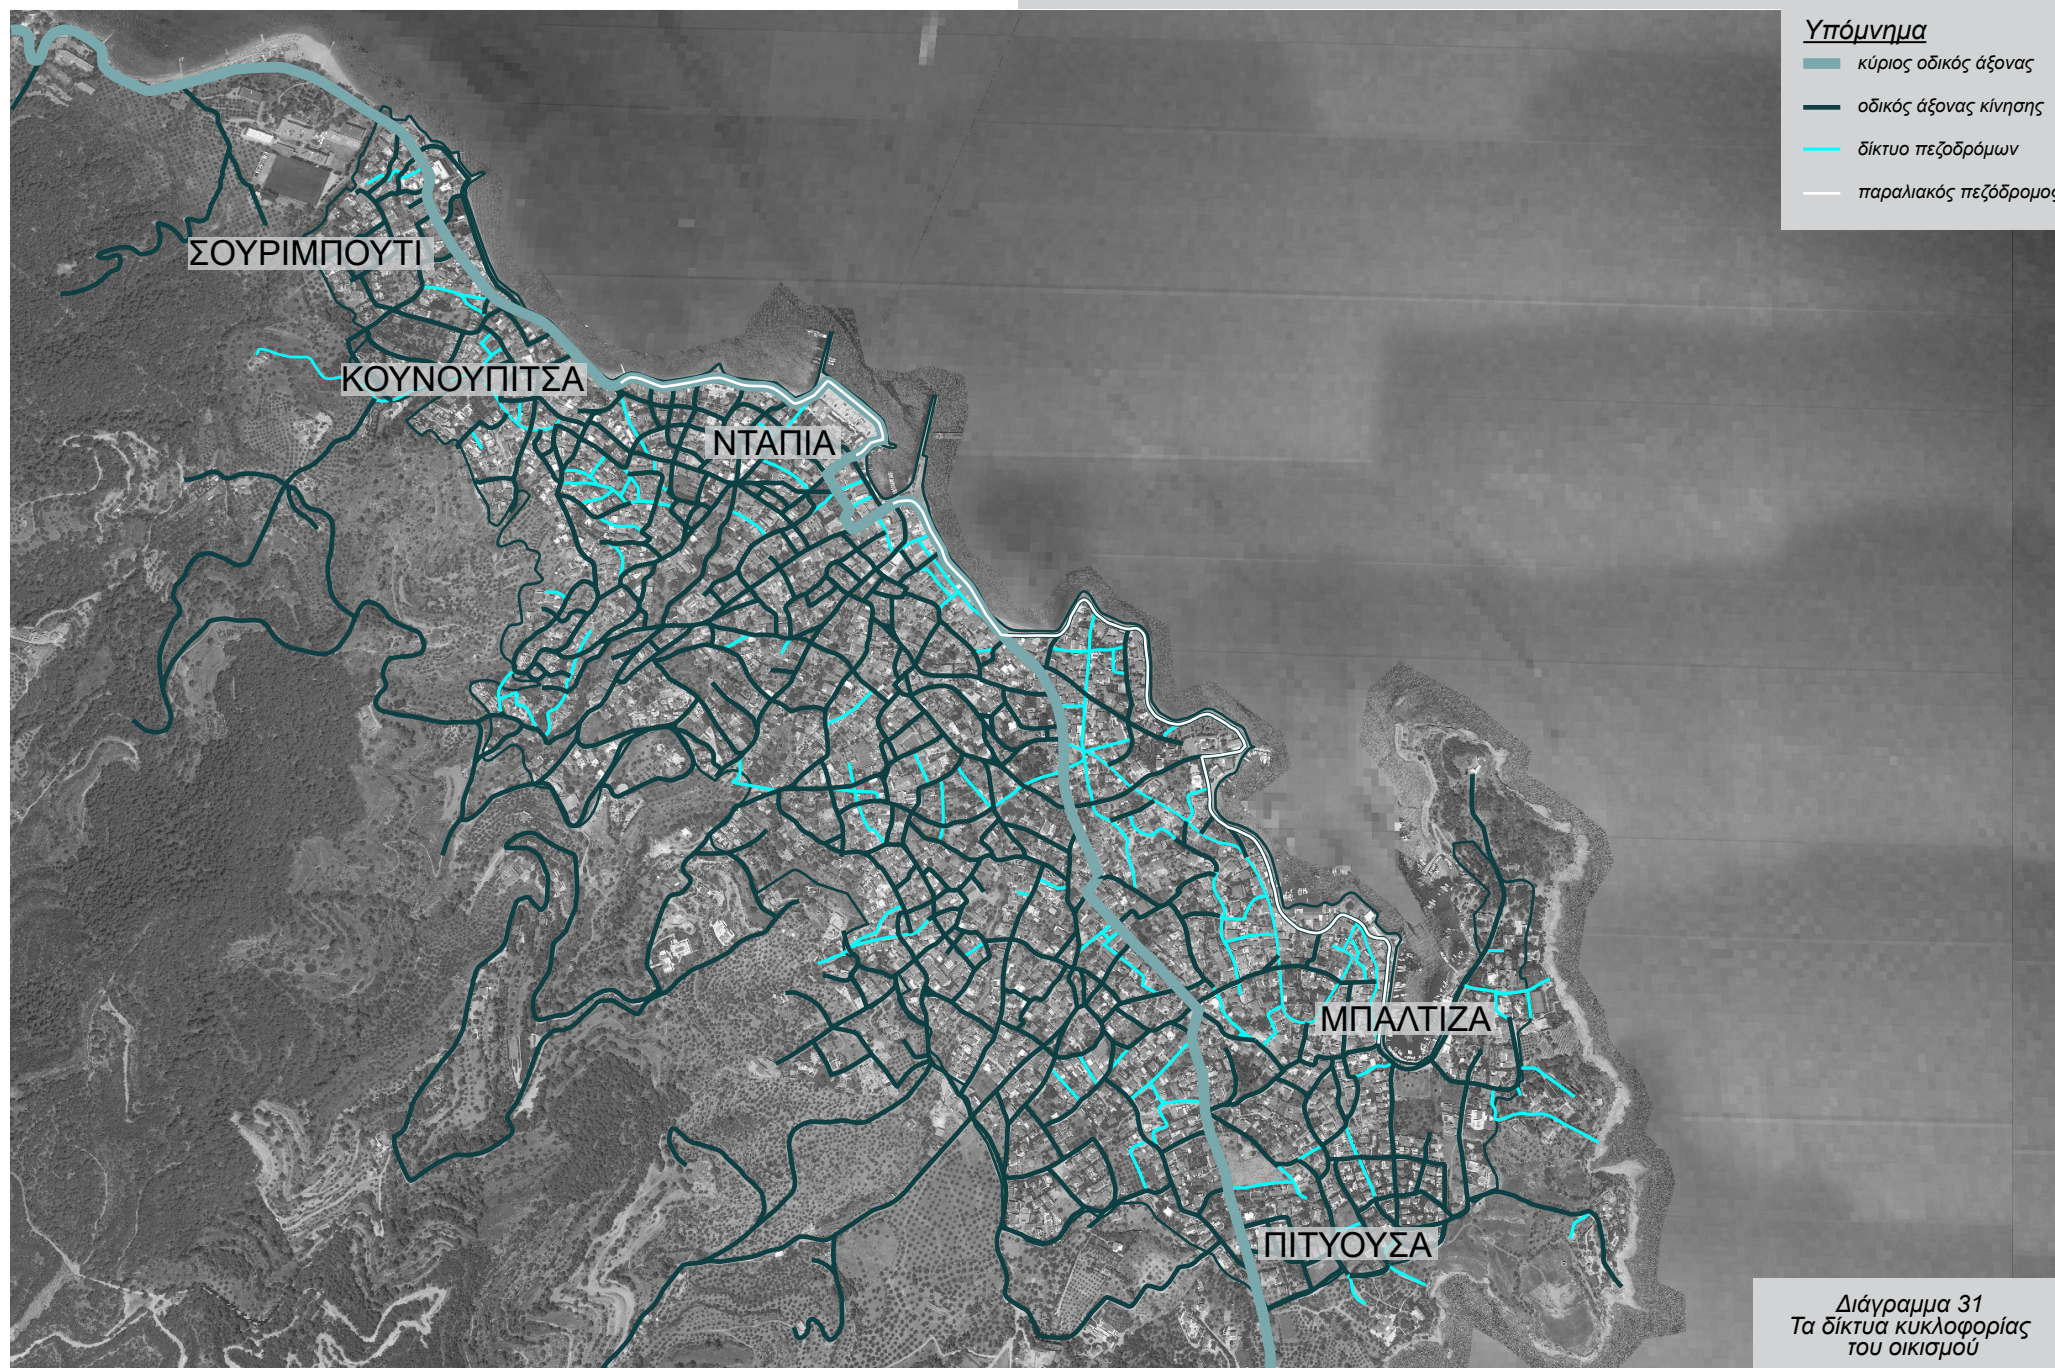 Υπόμνημα
κύριος οδικός άξονας
οδικός άξονας κίνησης
δίκτυο πεζοδρόμων
παραλιακός πεζόδρομος
ΣΟΥΡΙΜΠΟΥΤΙ
ΚΟΥΝΟΥΠΙΤΣΑ
ΝΤΑΠΙΑ
ΜΠΑΛΤΙΖΑ
ΠΙΤΥΟΥΣΑ
Διάγραμμα 31
Τα δίκτυα κυκλοφορίας
του οικισμού